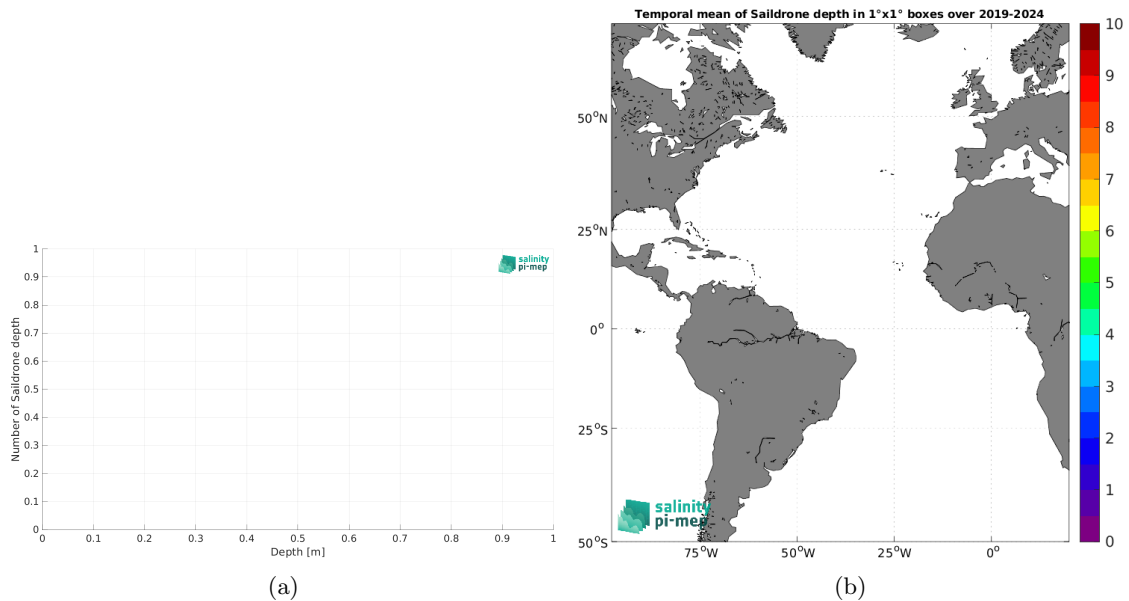 Temporal mean of Saildrone depth in 1°x1° boxes over 2019-2024
10
9
8
7
6
5
4
3
2
1
0
50°N
25°N
0°
25°S
50°S
75°W
50°W
25°W
0°
salinity
pi-mep
1
0.9
0.8
0.7
0.6
0.5
0.4
0.3
0.2
0.1
0
Number of Saildrone depth
0
0.1
0.2
0.3
0.4
0.5
0.6
0.7
0.8
0.9
1
Depth [m]
salinity
pi-mep
(a)
(b)